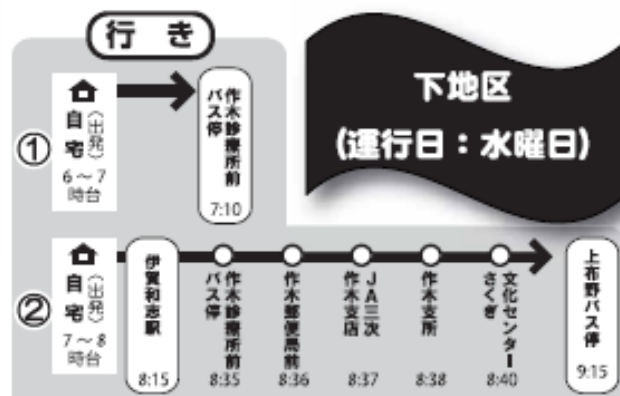 行き
下地区
(運行日：水曜日)
①
自宅
(出発)
6～7
時台
作木診療所前
バス停
7:10
②
自宅
(出発)
7～8
時台
伊賀和志駅
8:15
作木診療所前
バス停
8:35
作木郵便局前
8:36
JA三次
作木支店
8:37
作木支所
8:38
文化センター
さくぎ
8:40
上布野バス停
9:15